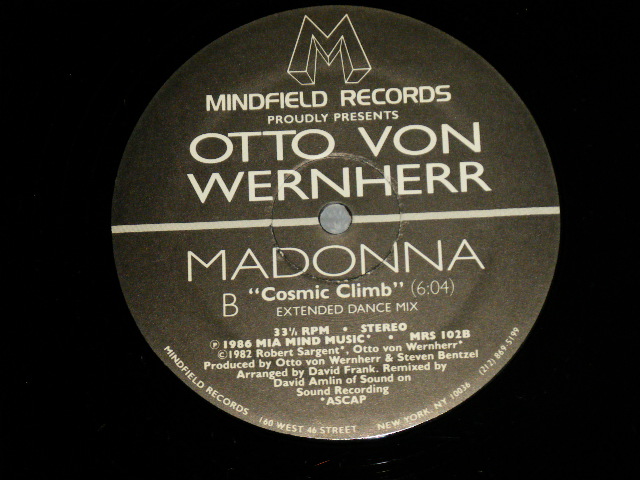 M
MINDFIELD RECORDS
PROUDLY PRESENTS
OTTO VON
WERNHERR
MADONNA
B "Cosmic Climb" (6:04)
EXTENDED DANCE MIX
33⅓ RPM • STEREO
℗ 1986 MIA MIND MUSIC* • MRS 102B
©1982 Robert Sargent*, Otto von Wernherr*
Produced by Otto von Wernherr & Steven Bentzel
Arranged by David Frank. Remixed by
David Amlin of Sound on
Sound Recording
*ASCAP
MINDFIELD RECORDS 160 WEST 46 STREET NEW YORK, NY 10036 (212) 869-5199